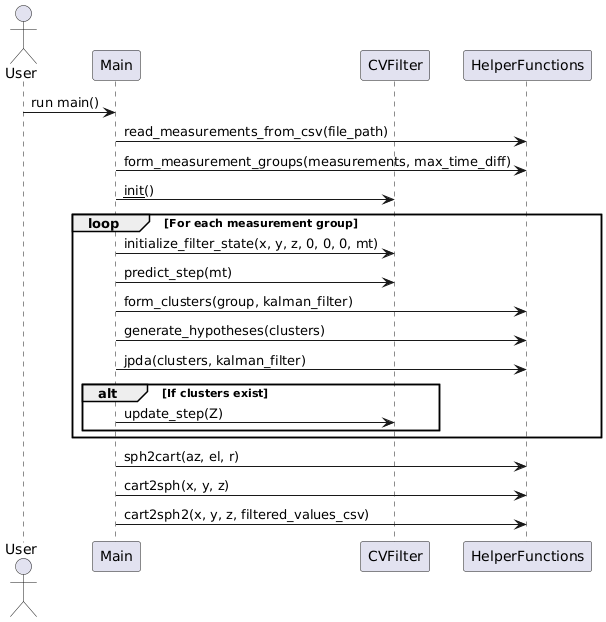 User
Main
CVFilter
HelperFunctions
run main()
read_measurements_from_csv(file_path)
form_measurement_groups(measurements, max_time_diff)
init()
loop [For each measurement group]
initialize_filter_state(x, y, z, 0, 0, 0, mt)
predict_step(mt)
form_clusters(group, kalman_filter)
generate_hypotheses(clusters)
jpda(clusters, kalman_filter)
alt [If clusters exist]
update_step(Z)
sph2cart(az, el, r)
cart2sph(x, y, z)
cart2sph2(x, y, z, filtered_values_csv)
User
Main
CVFilter
HelperFunctions